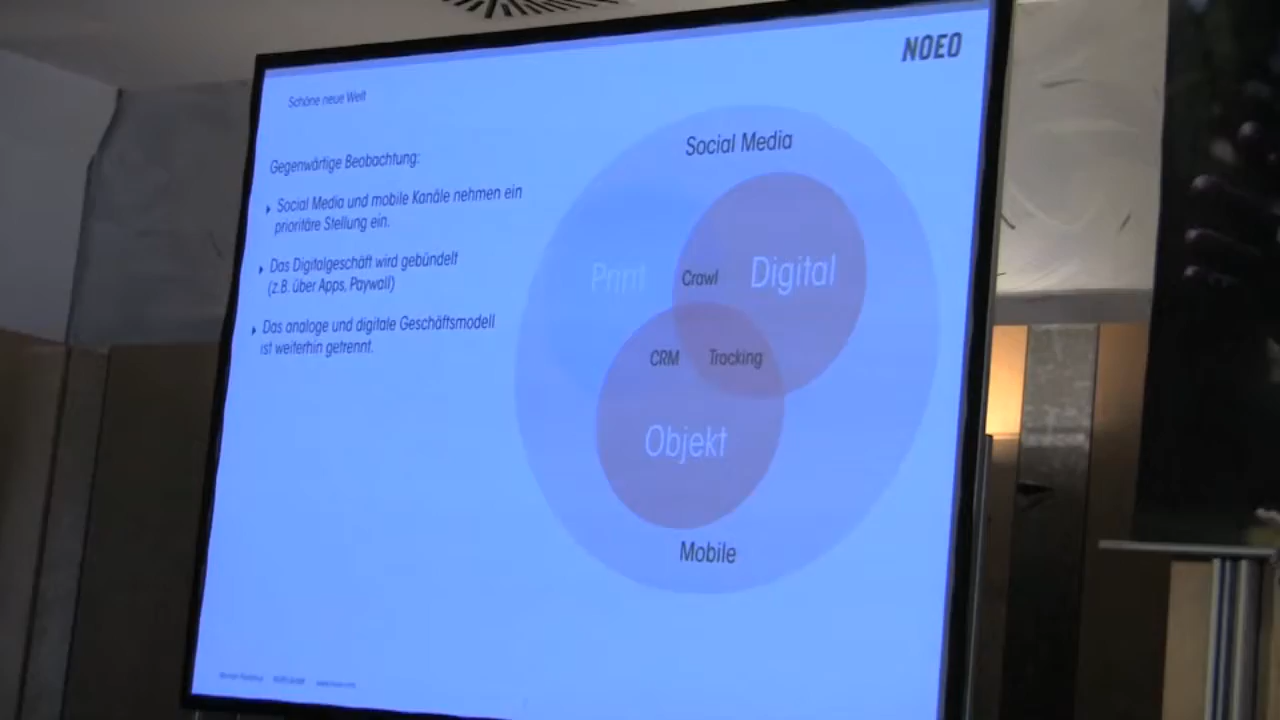 NOEO
Schöne neue Welt
Gegenwärtige Beobachtung:
Social Media und mobile Kanäle nehmen ein
prioritäre Stellung ein.
Das Digitalgeschäft wird gebündelt
(z.B. über Apps, Paywall)
Das analoge und digitale Geschäftsmodell
ist weiterhin getrennt.
Social Media
Print
Crawl
Digital
CRM
Tracking
Objekt
Mobile